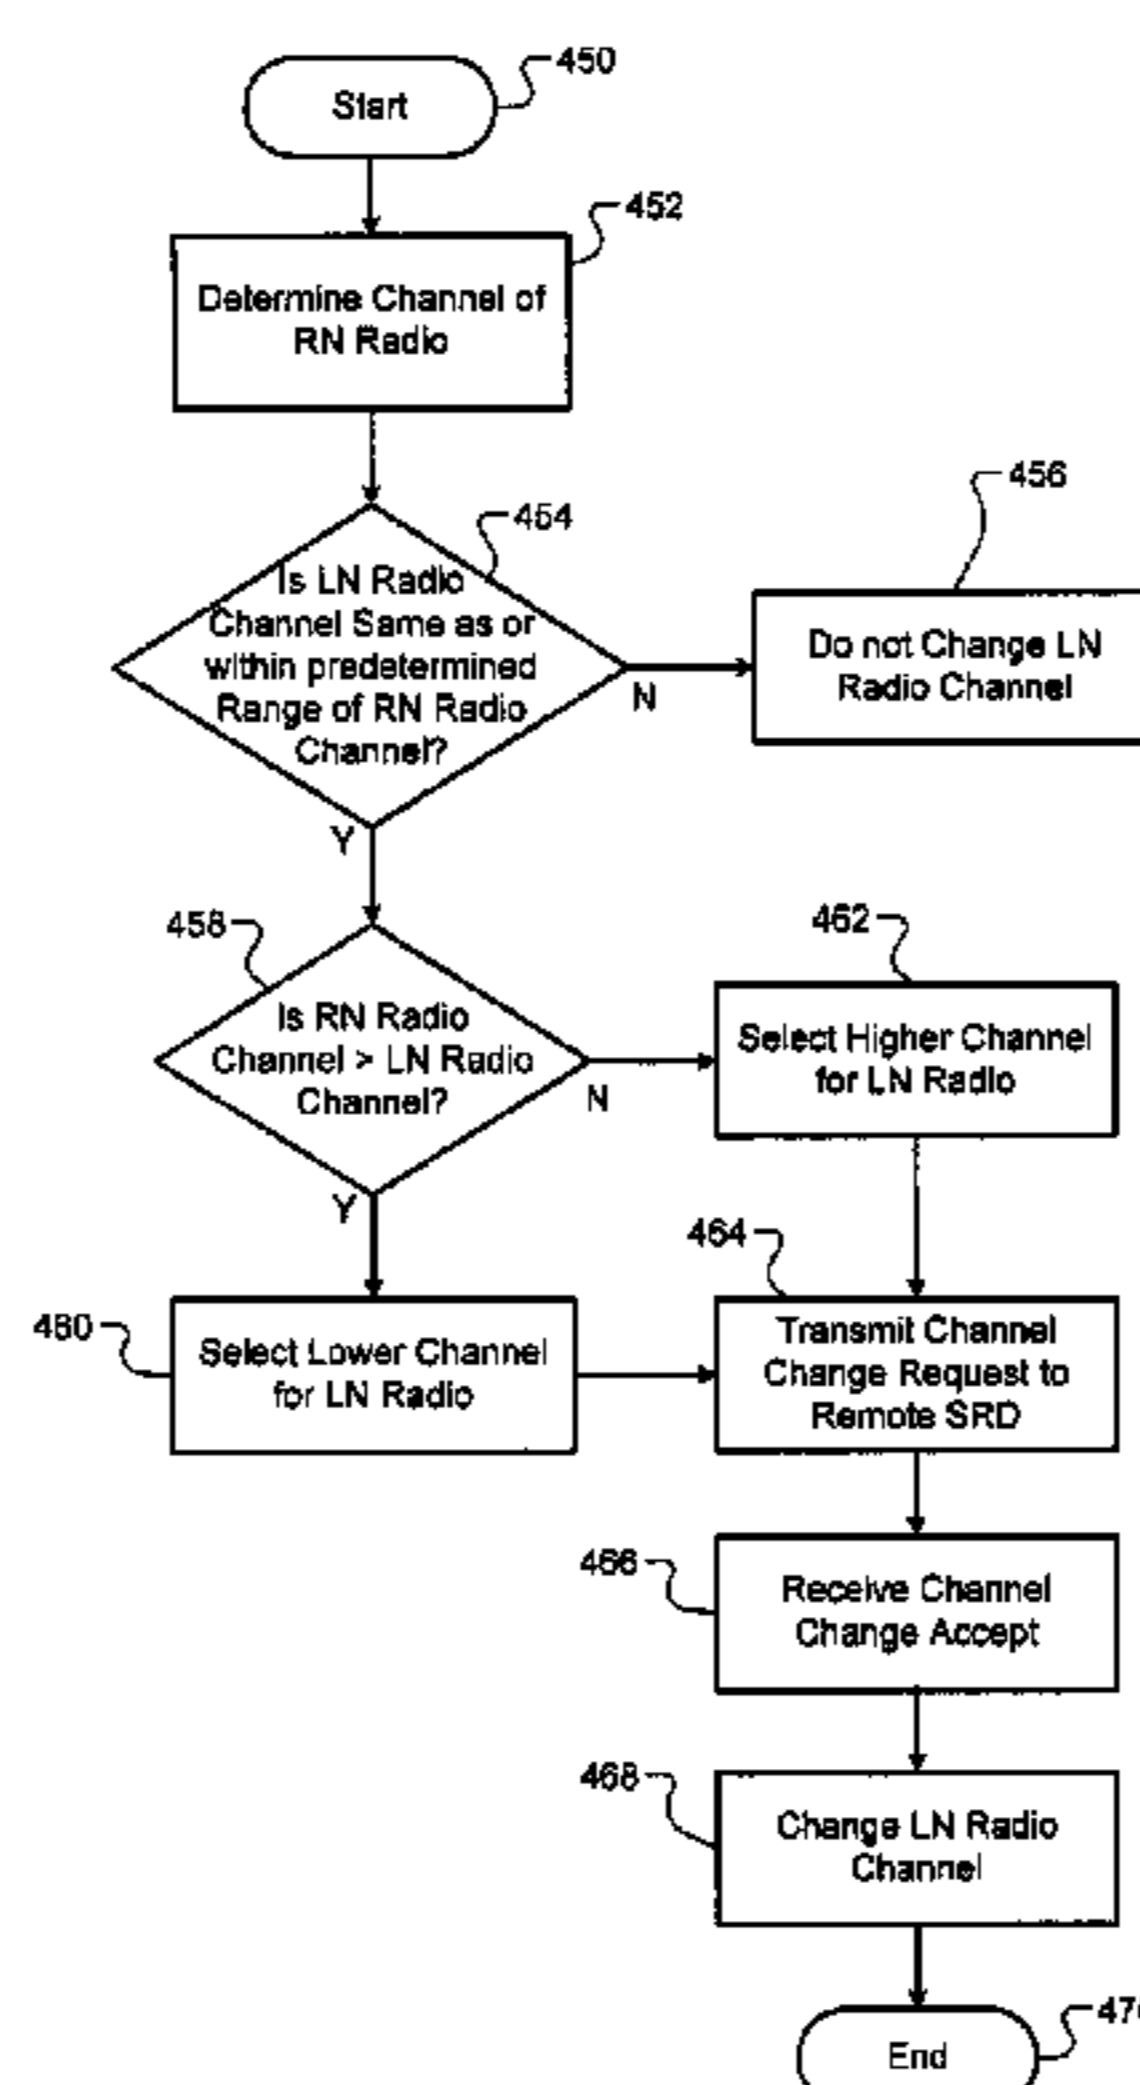 450
Start
452
Determine Channel of
RN Radio
454
Is LN Radio
Channel Same as or
within predetermined
Range of RN Radio
Channel?
N
456
Do not Change LN
Radio Channel
Y
458
Is RN Radio
Channel > LN Radio
Channel?
N
462
Select Higher Channel
for LN Radio
Y
460
Select Lower Channel
for LN Radio
464
Transmit Channel
Change Request to
Remote SRD
466
Receive Channel
Change Accept
468
Change LN Radio
Channel
End